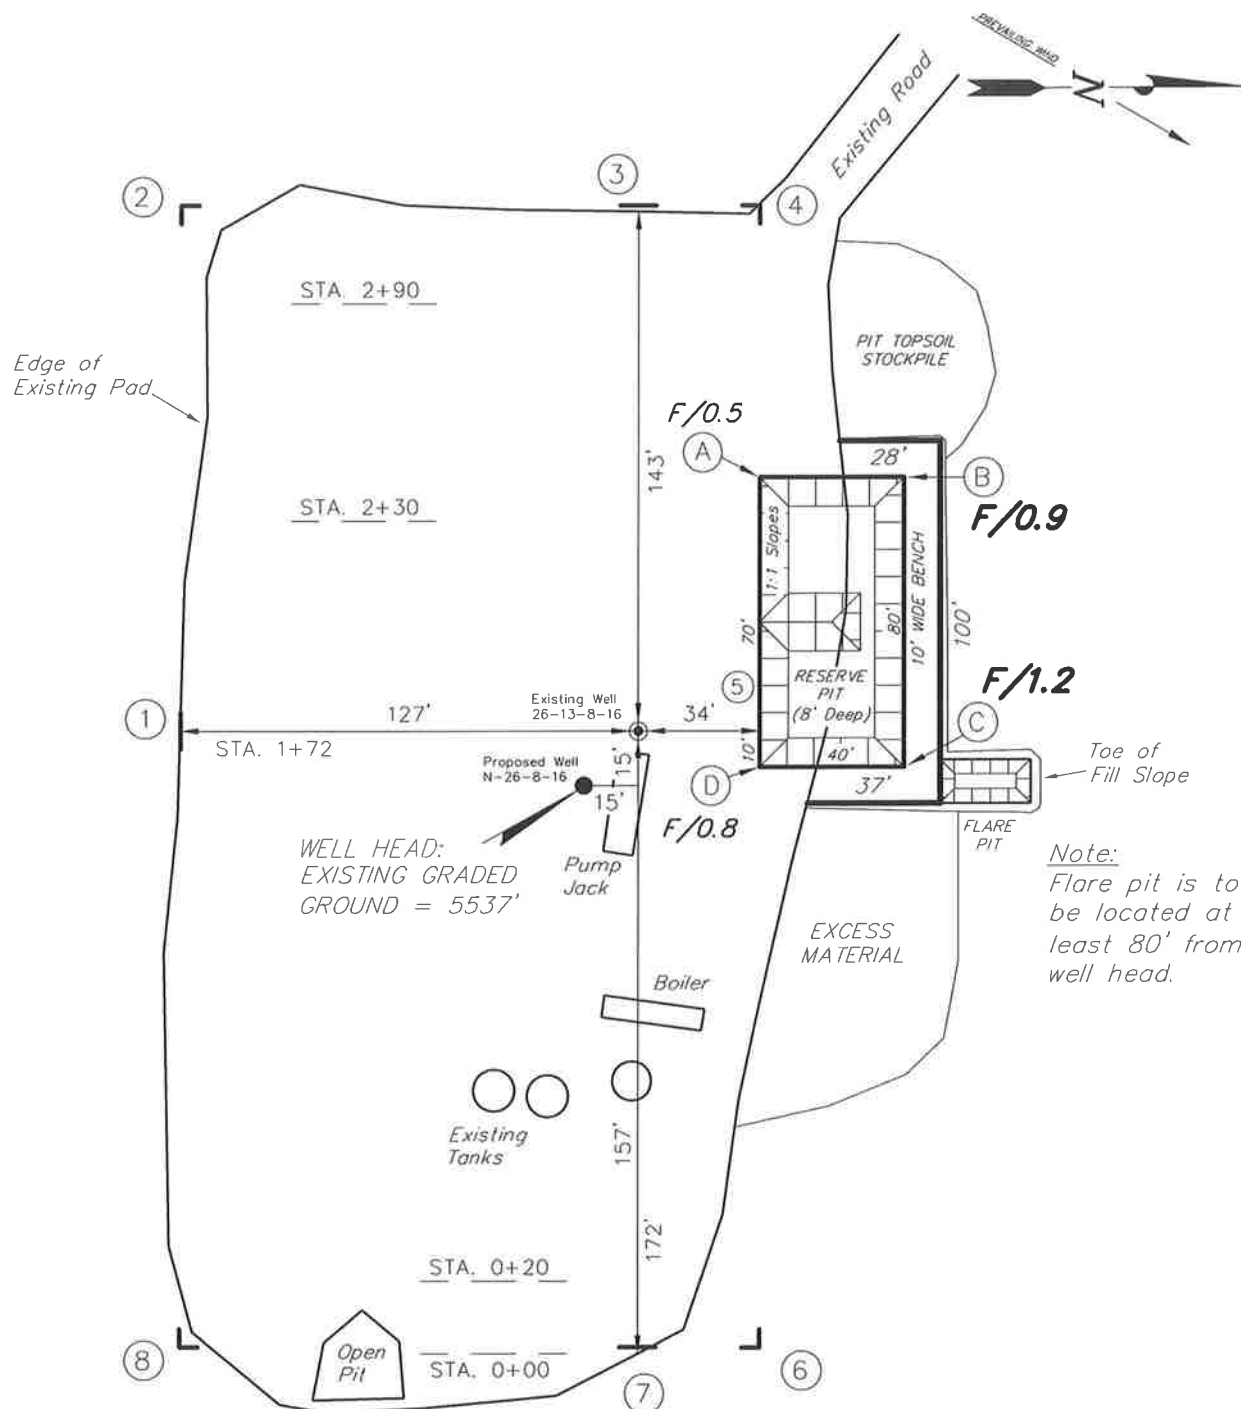 PREVAILING WIND
N
Existing Road
2
3
4
STA. 2+90
PIT TOPSOIL
STOCKPILE
Edge of
Existing Pad
F/0.5
A
28'
B
143'
STA. 2+30
F/0.9
1:1 Slopes
10' WIDE BENCH
70'
80'
100'
RESERVE
PIT
(8' Deep)
F/1.2
5
Existing Well
26-13-8-16
1
127'
34'
C
STA. 1+72
10'
40'
Toe of
Fill Slope
Proposed Well
N-26-8-16
15'
15'
D
37'
F/0.8
FLARE
PIT
WELL HEAD:
EXISTING GRADED
GROUND = 5537'
Pump
Jack
Note:
Flare pit is to
be located at
least 80' from
well head.
EXCESS
MATERIAL
Boiler
Existing
Tanks
157'
172'
STA. 0+20
Open
Pit
STA. 0+00
8
7
6